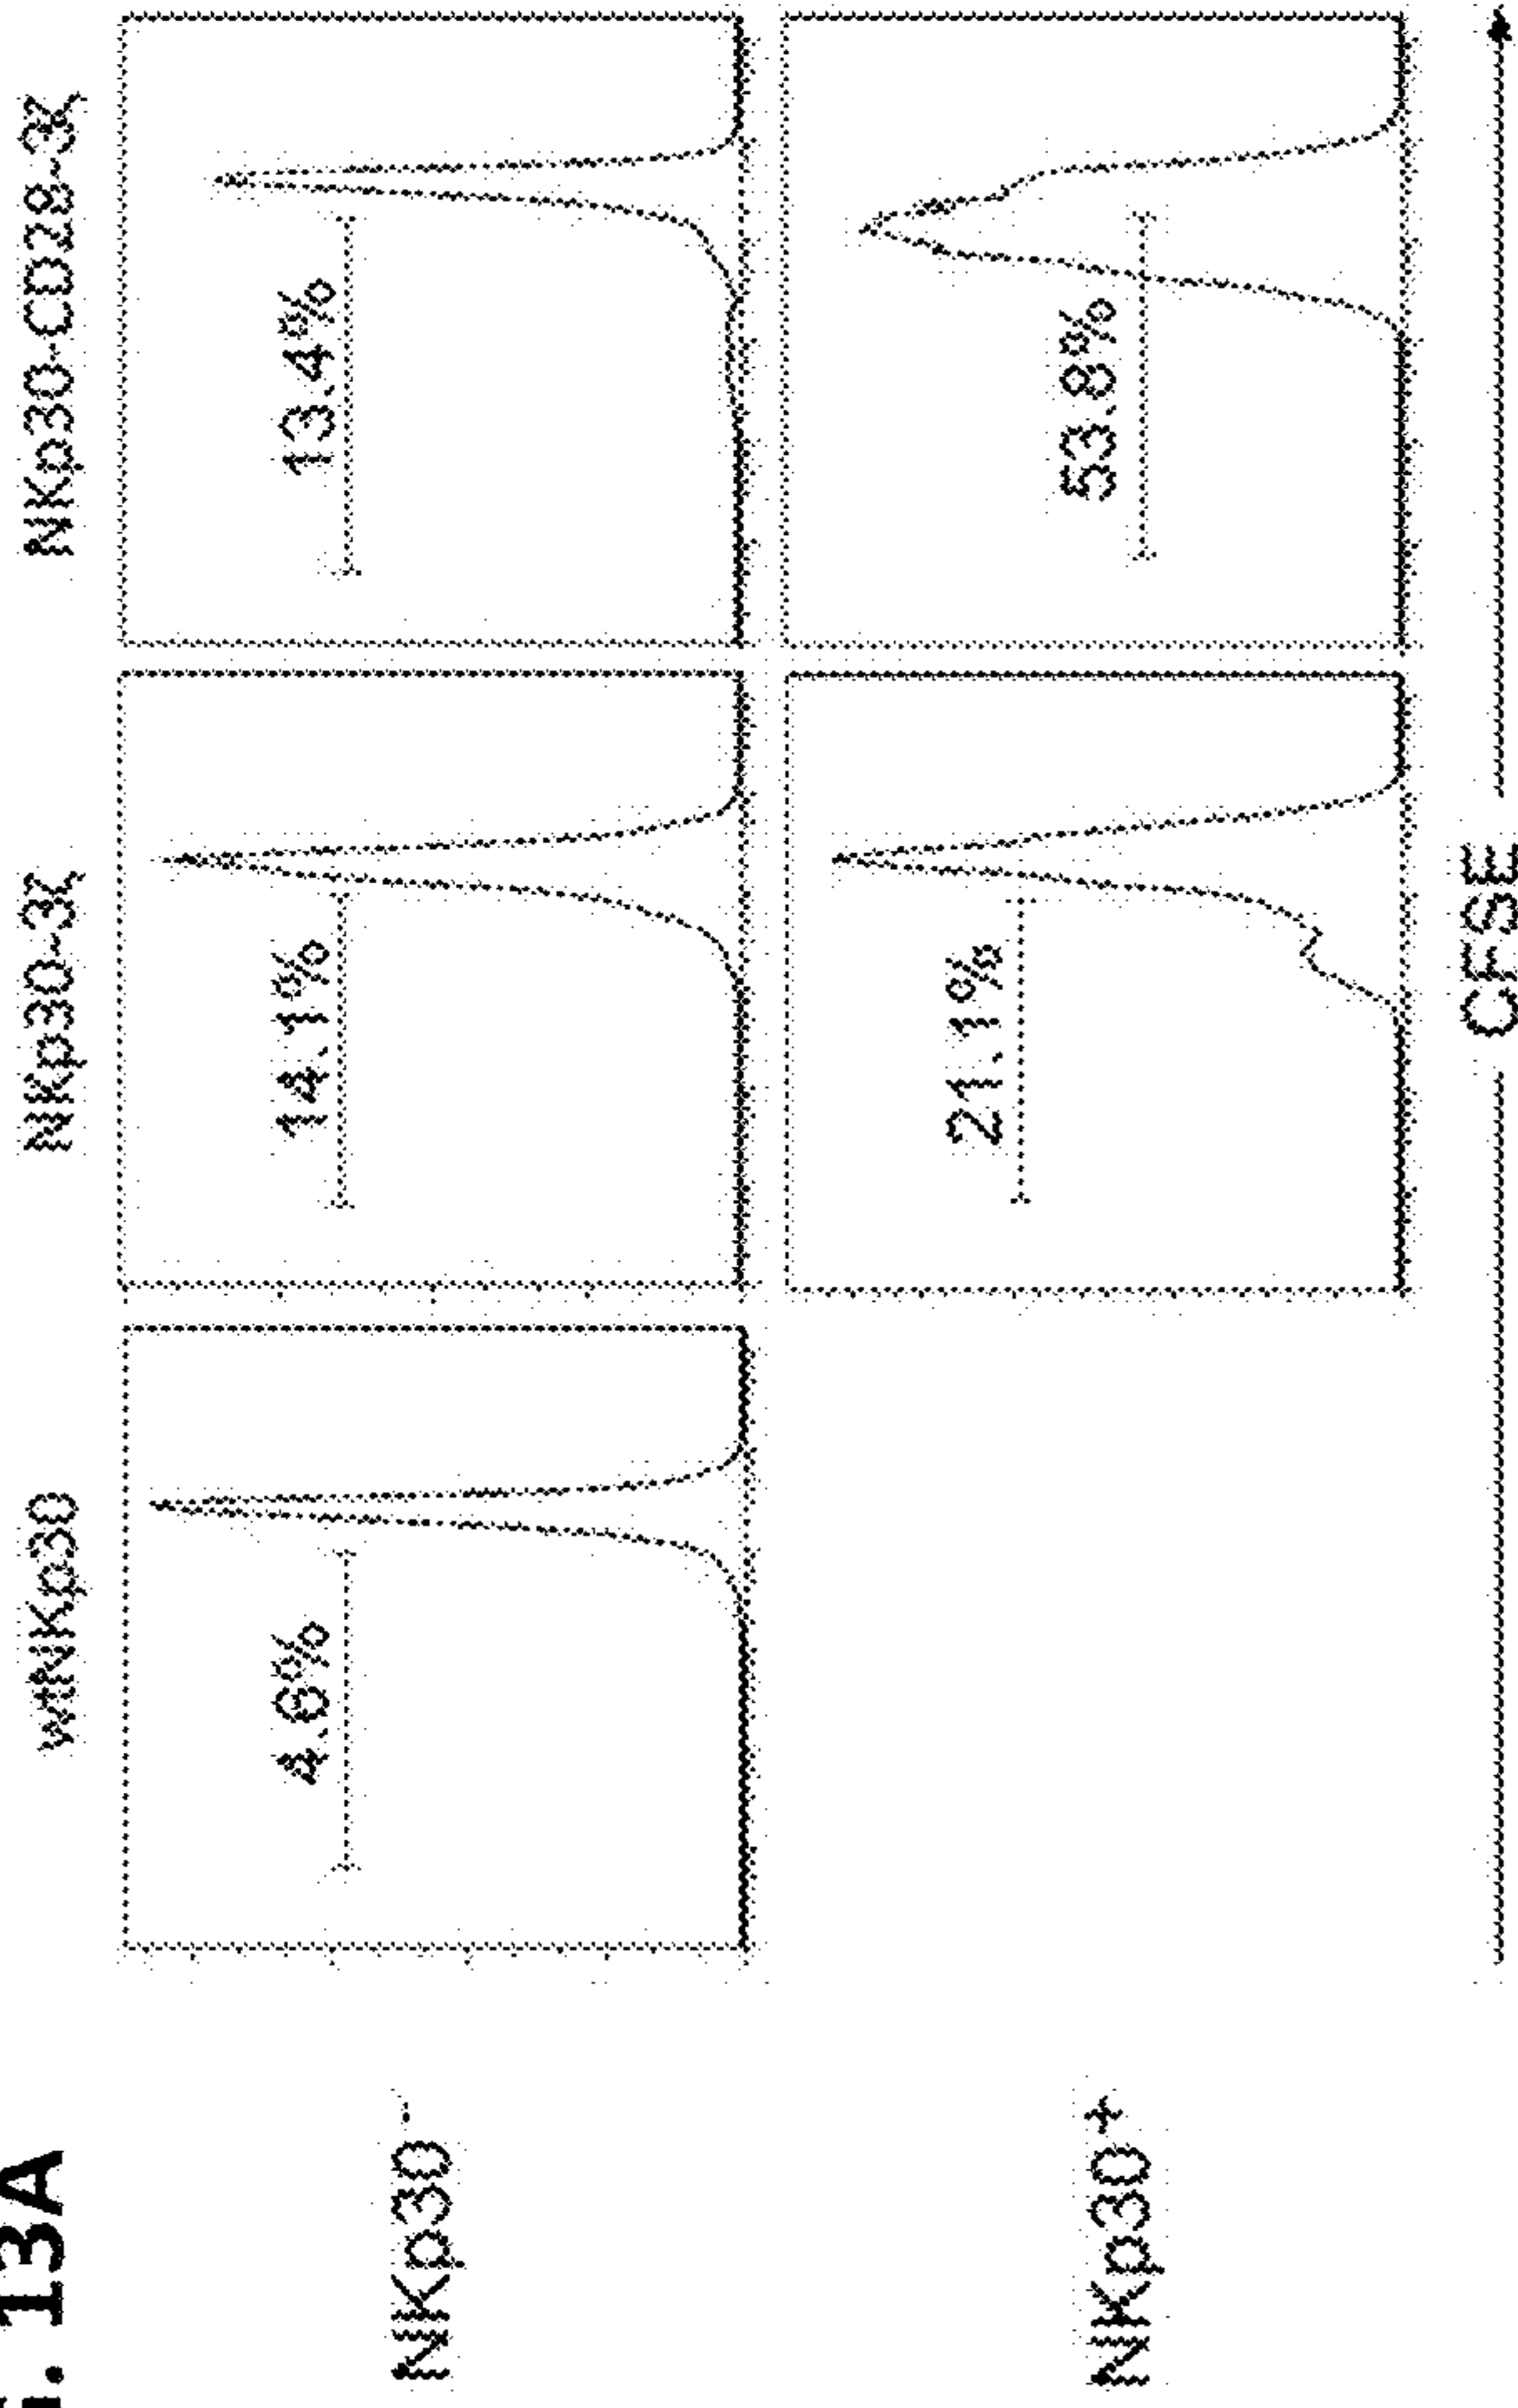 . 13A
wtNKp30 NKp30-3ζ NKp30-CD28-3ζ
NKp30⁻ 4.6% 14.1% 13.4%
NKp30⁺ 21.1% 53.8%
CFSE